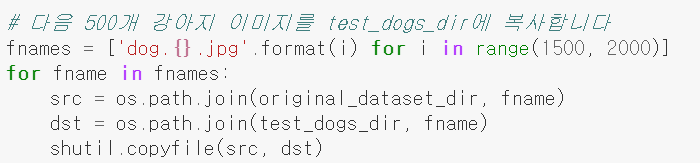 # 다음 500개 강아지 이미지를 test_dogs_dir에 복사합니다
fnames = ['dog.{}.jpg'.format(i) for i in range(1500, 2000)]
for fname in fnames:
    src = os.path.join(original_dataset_dir, fname)
    dst = os.path.join(test_dogs_dir, fname)
    shutil.copyfile(src, dst)